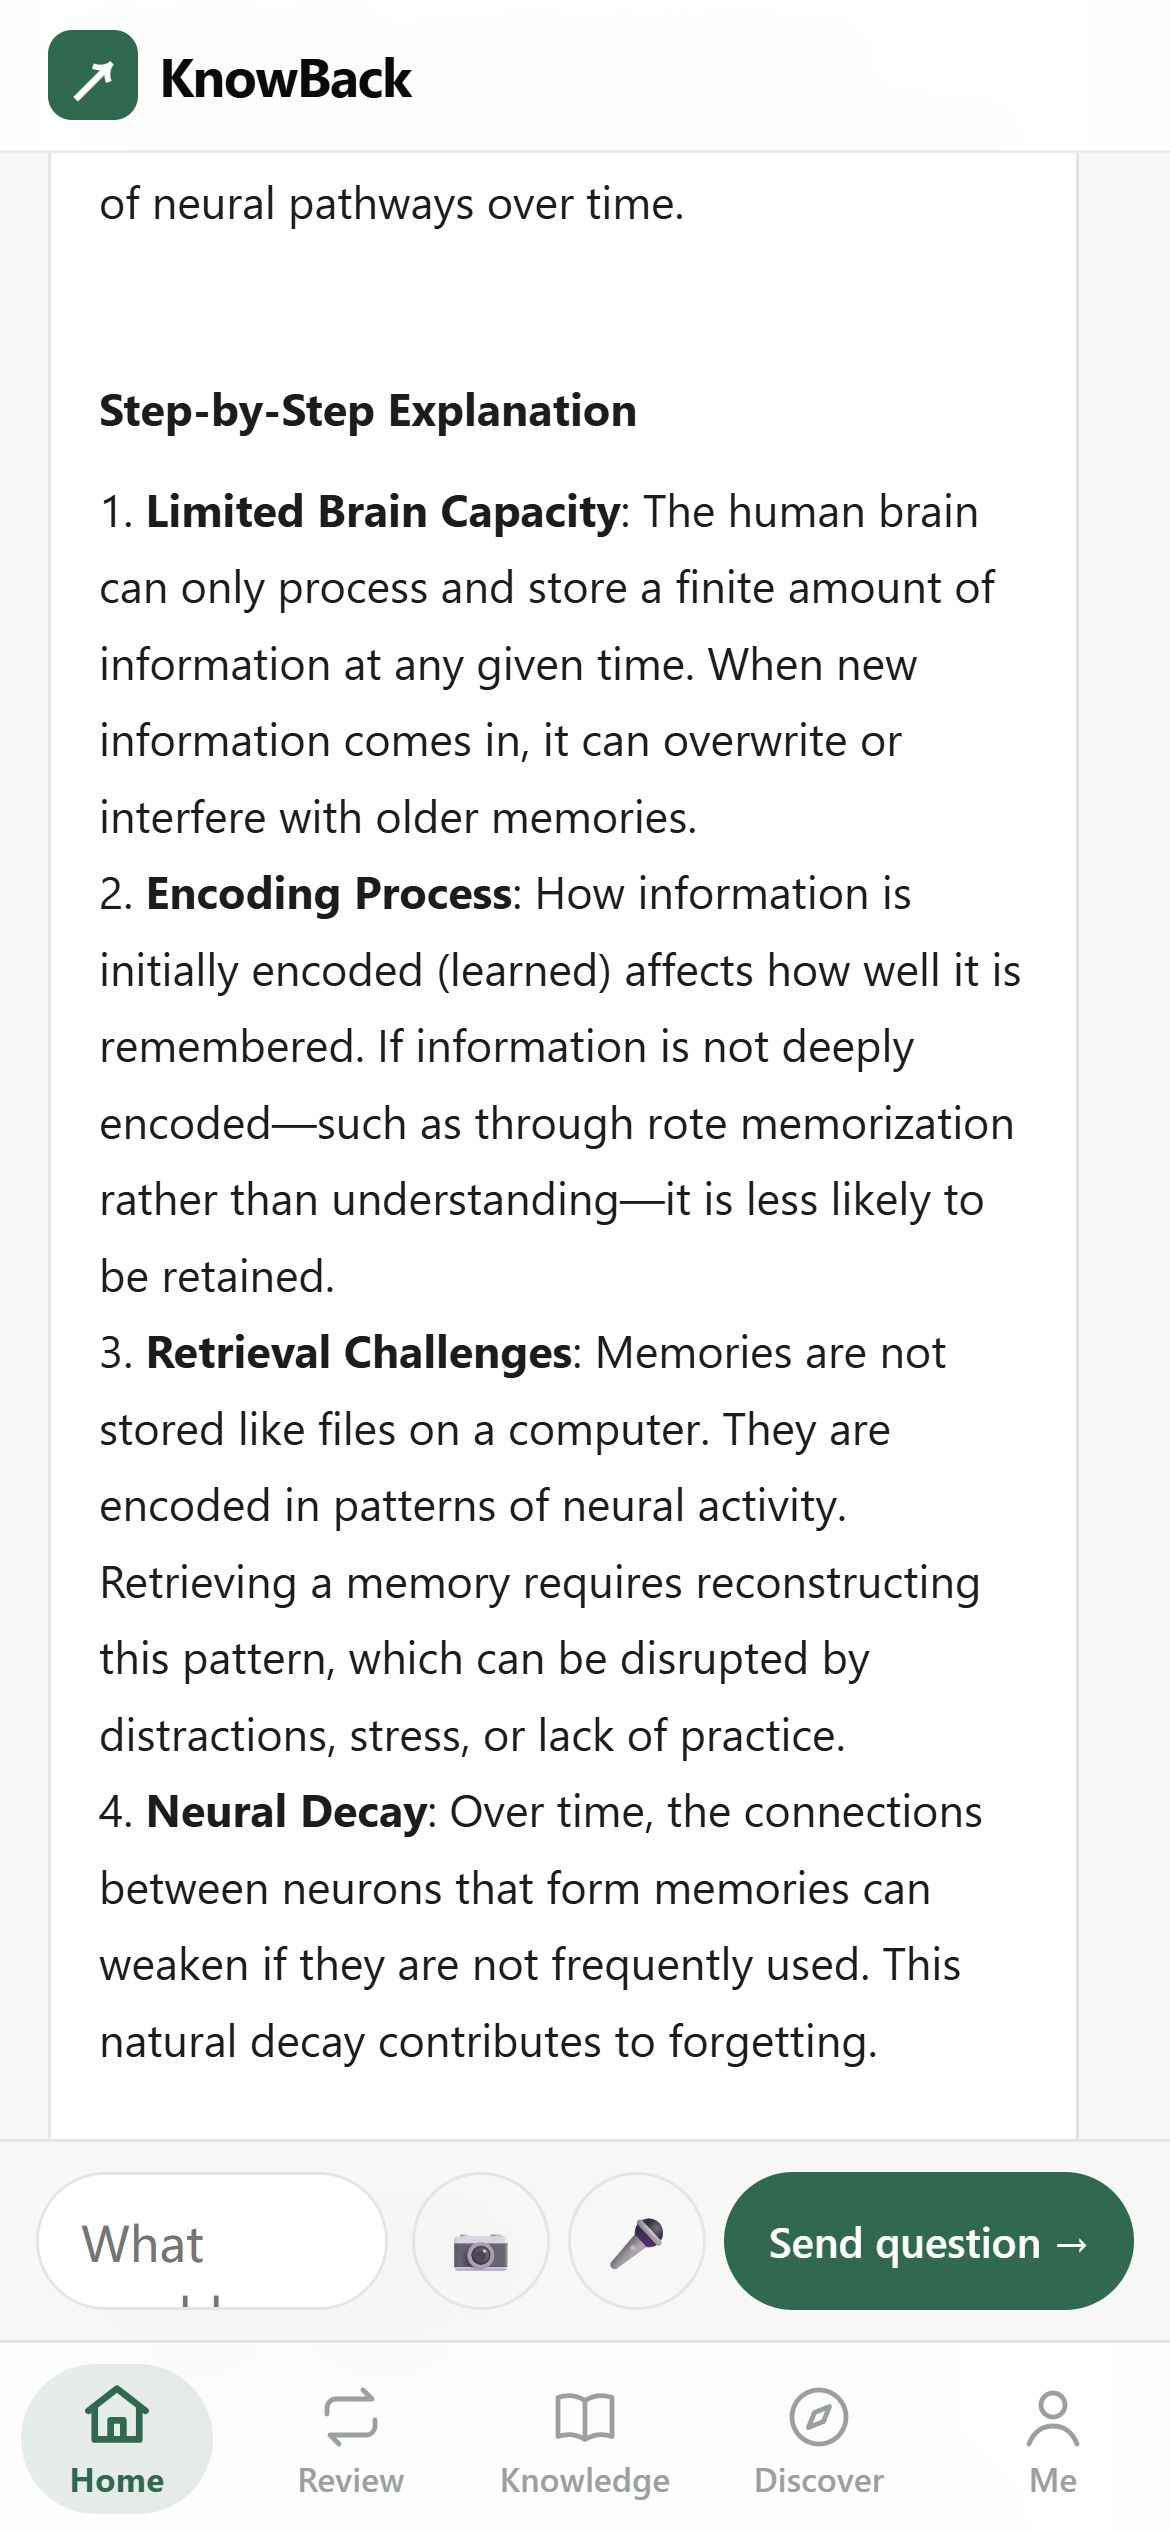 KnowBack
of neural pathways over time.
Step-by-Step Explanation
1. Limited Brain Capacity: The human brain
can only process and store a finite amount of
information at any given time. When new
information comes in, it can overwrite or
interfere with older memories.
2. Encoding Process: How information is
initially encoded (learned) affects how well it is
remembered. If information is not deeply
encoded—such as through rote memorization
rather than understanding—it is less likely to
be retained.
3. Retrieval Challenges: Memories are not
stored like files on a computer. They are
encoded in patterns of neural activity.
Retrieving a memory requires reconstructing
this pattern, which can be disrupted by
distractions, stress, or lack of practice.
4. Neural Decay: Over time, the connections
between neurons that form memories can
weaken if they are not frequently used. This
natural decay contributes to forgetting.
What
Send question →
Home
Review
Knowledge
Discover
Me